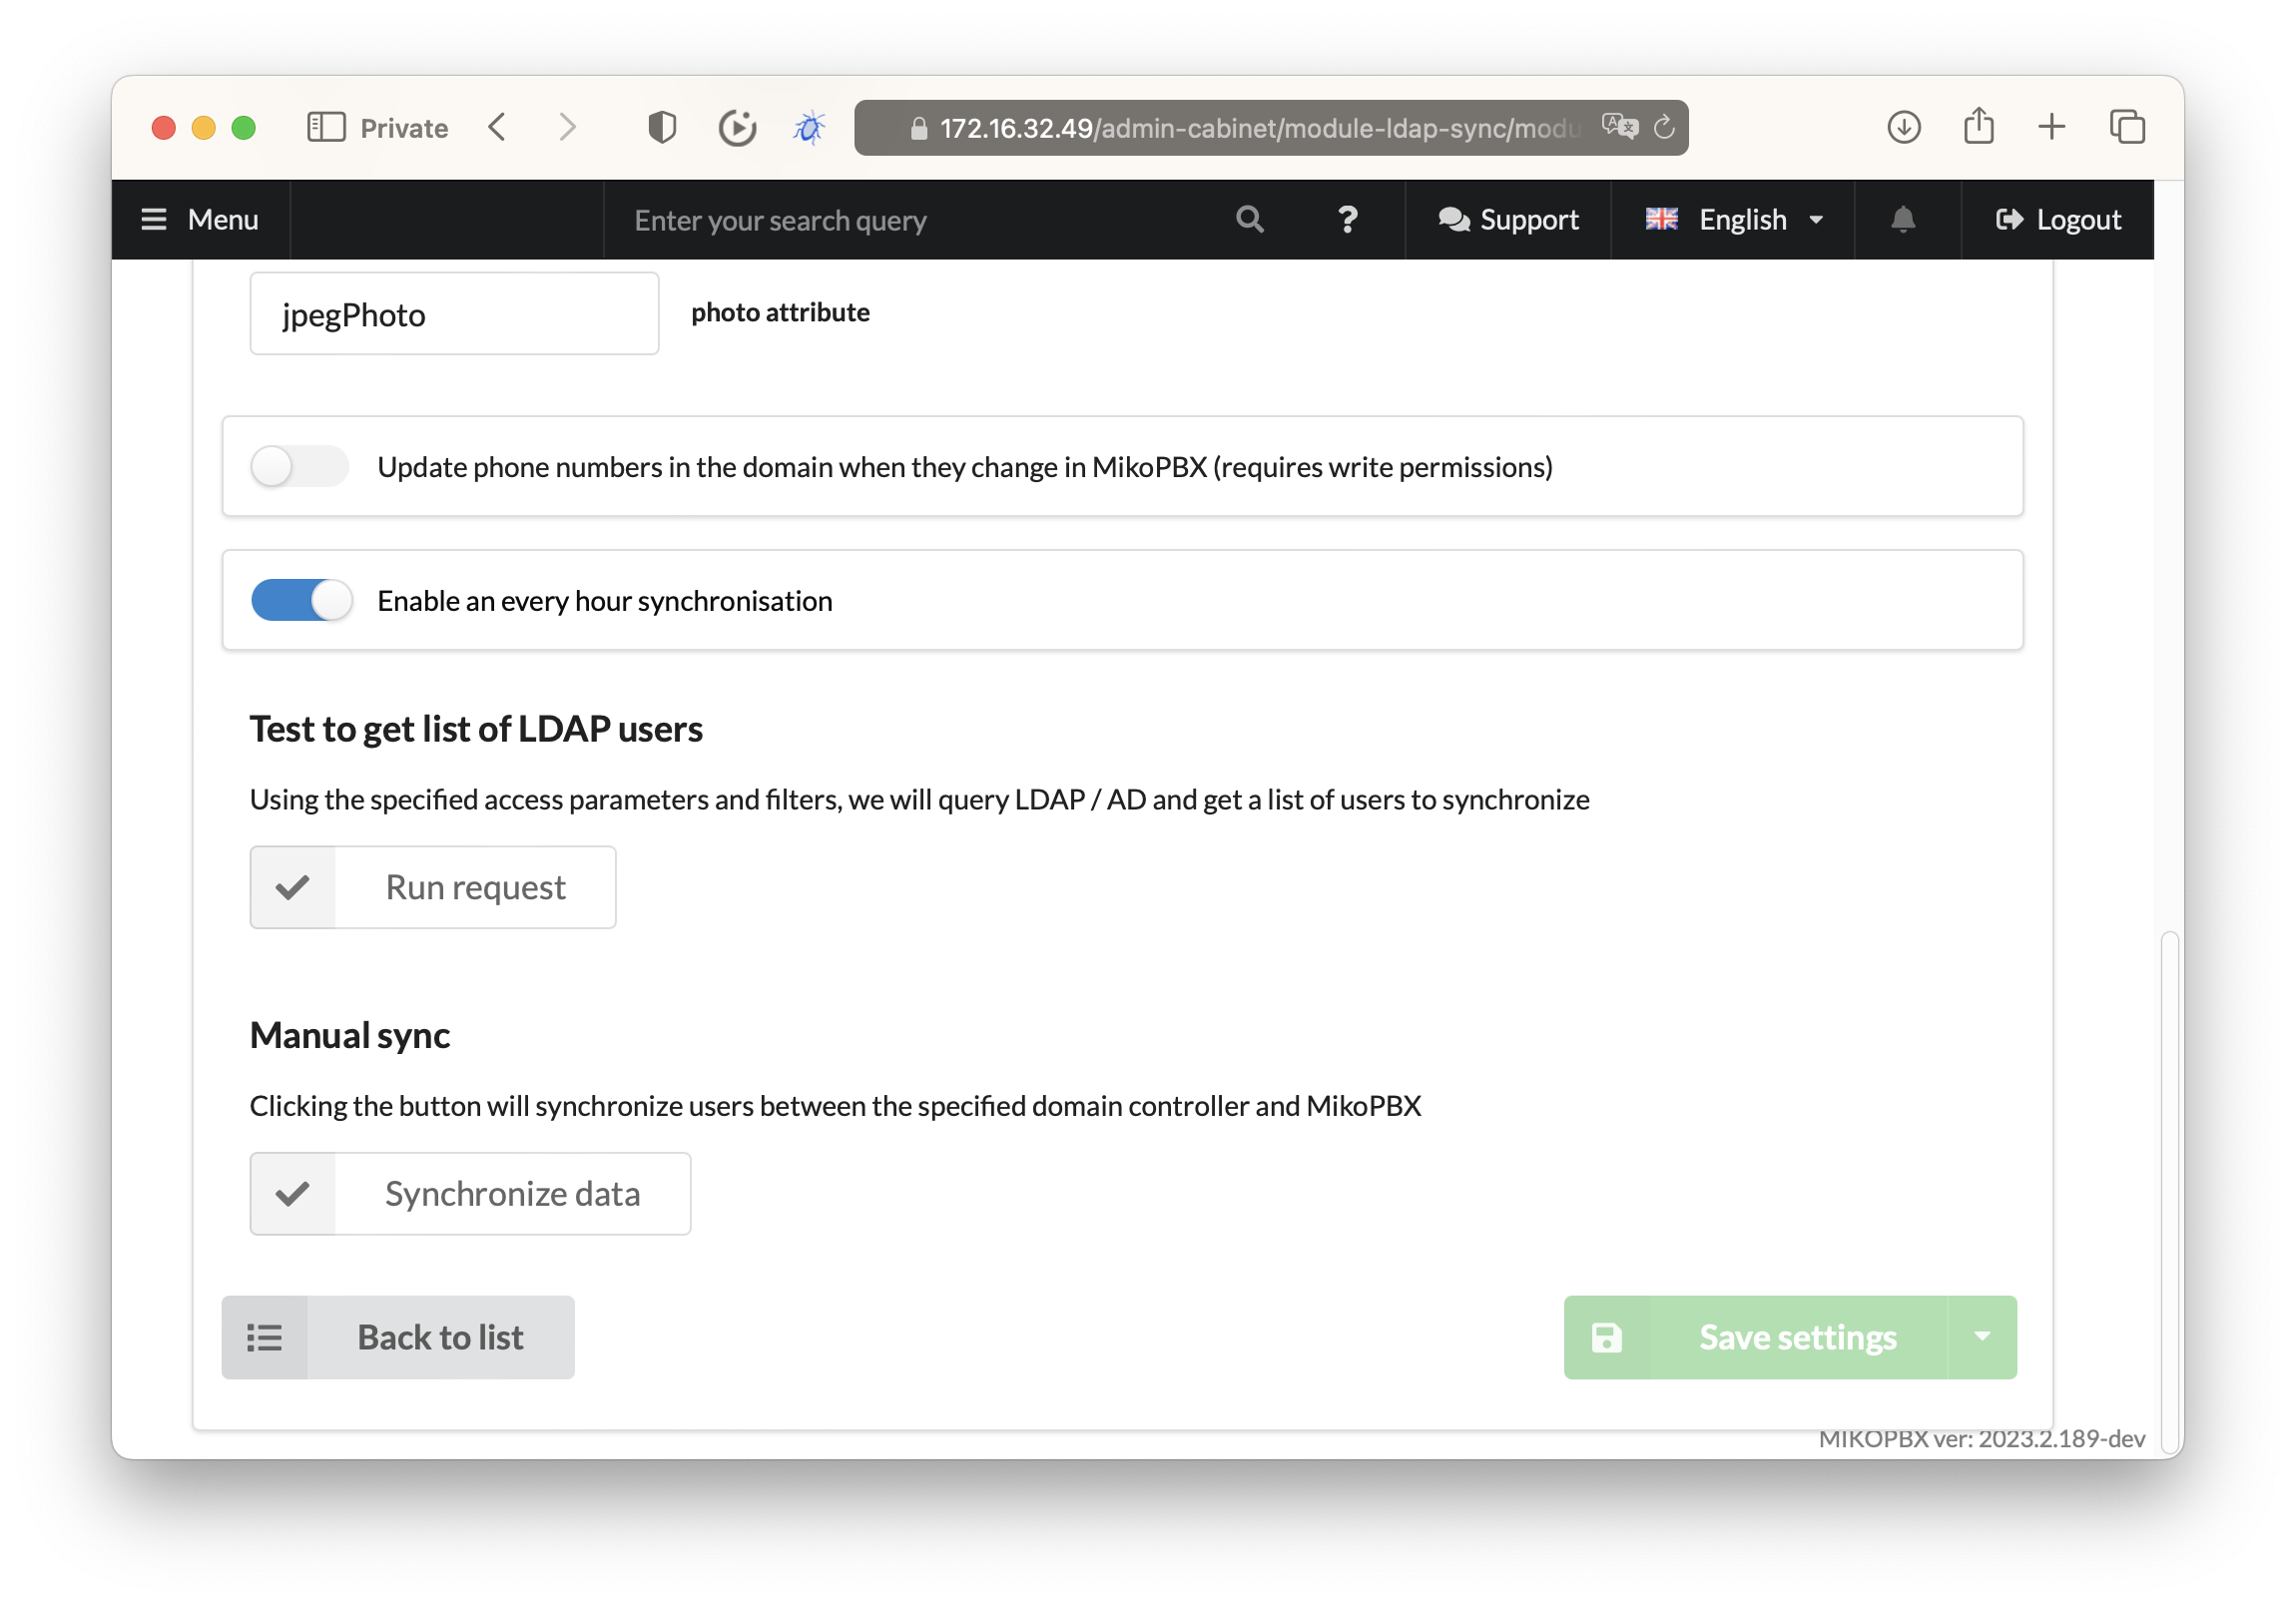 Private
172.16.32.49/admin-cabinet/module-ldap-sync/modu
Menu
Enter your search query
?
Support
English
Logout
jpegPhoto
photo attribute
Update phone numbers in the domain when they change in MikoPBX (requires write permissions)
Enable an every hour synchronisation
Test to get list of LDAP users
Using the specified access parameters and filters, we will query LDAP / AD and get a list of users to synchronize
Run request
Manual sync
Clicking the button will synchronize users between the specified domain controller and MikoPBX
Synchronize data
Back to list
Save settings
MIKOPBX ver: 2023.2.189-dev